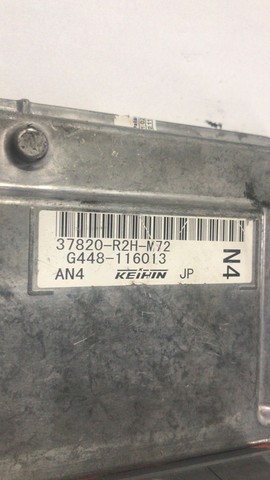 37820-R2H-M72
G448-116013
AN4 KEIHIN JP
N4